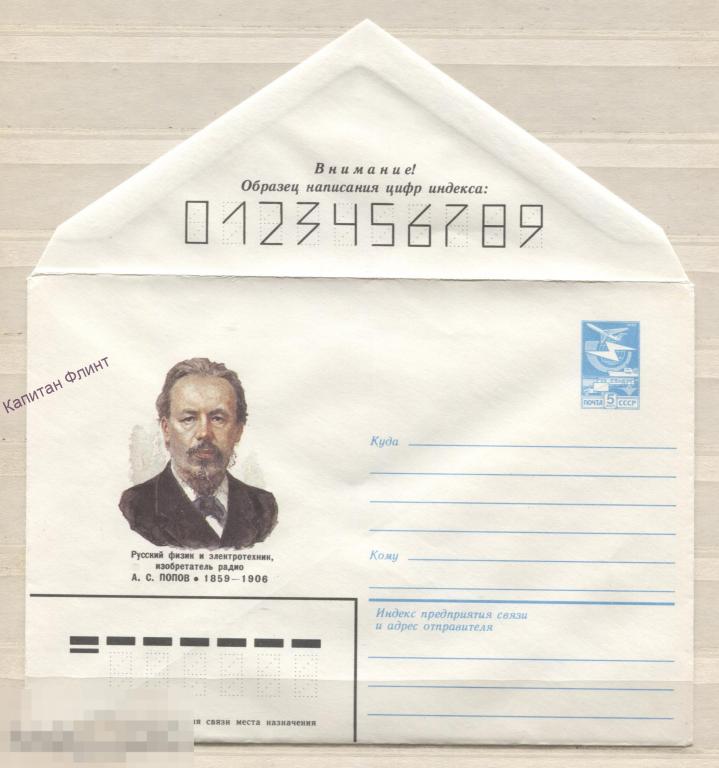 Внимание!
Образец написания цифр индекса:
0123456789
Капитан Флинт
ПОЧТА 5 СССР
Куда
Русский физик и электротехник,
изобретатель радио
А. С. ПОПОВ • 1859—1906
Кому
Индекс предприятия связи
и адрес отправителя
связи места назначения